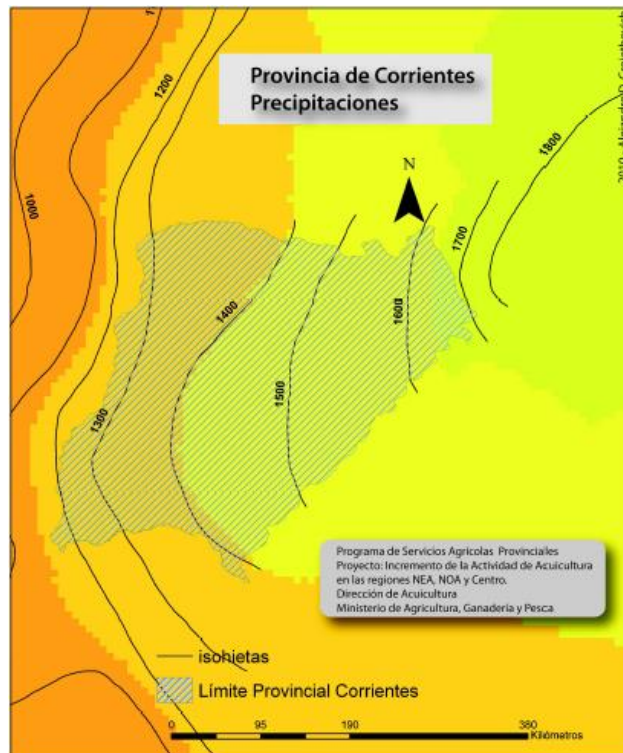 Provincia de Corrientes
Precipitaciones
N
1200
1000
1800
1700
1400
1600
1500
1300
Programa de Servicios Agrícolas Provinciales
Proyecto: Incremento de la Actividad de Acuicultura
en las regiones NEA, NOA y Centro.
Dirección de Acuicultura
Ministerio de Agricultura, Ganadería y Pesca
isohietas
Límite Provincial Corrientes
0 95 190 380
Kilómetros